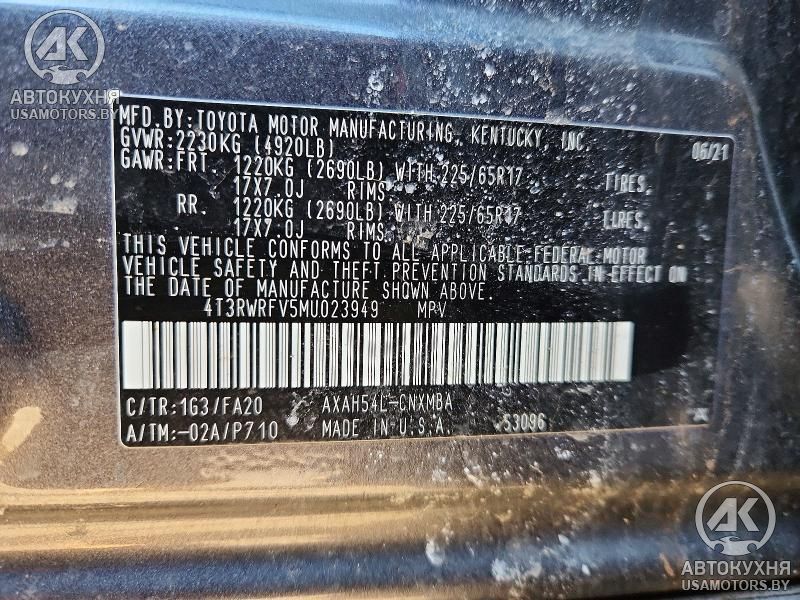 AK
АВТОКУХНЯ
USAMOTORS.BY
MFD.BY:TOYOTA MOTOR MANUFACTURING, KENTUCKY, INC.
GVWR:2230KG (4920LB) 06/21
GAWR:FRT. 1220KG (2690LB) WITH 225/65R17 TIRES.
17X7.0J RIMS.
RR. 1220KG (2690LB) WITH 225/65R17 TIRES.
17X7.0J RIMS.
THIS VEHICLE CONFORMS TO ALL APPLICABLE FEDERAL MOTOR
VEHICLE SAFETY AND THEFT PREVENTION STANDARDS IN EFFECT ON
THE DATE OF MANUFACTURE SHOWN ABOVE.
4T3RWRFV5MU023949 MPV
C/TR:1G3/FA20 AXAH54L-CNXMBA
A/TM:-02A/P710 MADE IN U.S.A. 53096
AK
АВТОКУХНЯ
USAMOTORS.BY